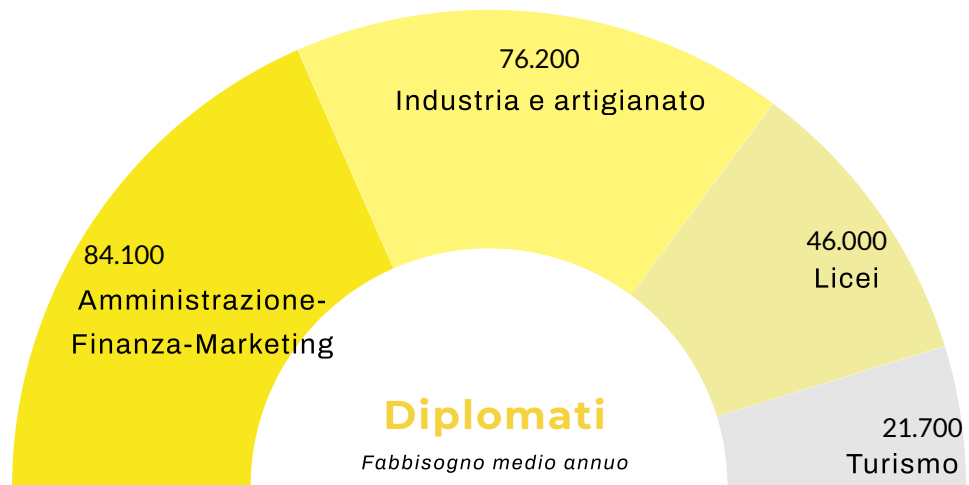 76.200
Industria e artigianato
46.000
Licei
84.100
Amministrazione-
Finanza-Marketing
Diplomati
Fabbisogno medio annuo
21.700
Turismo